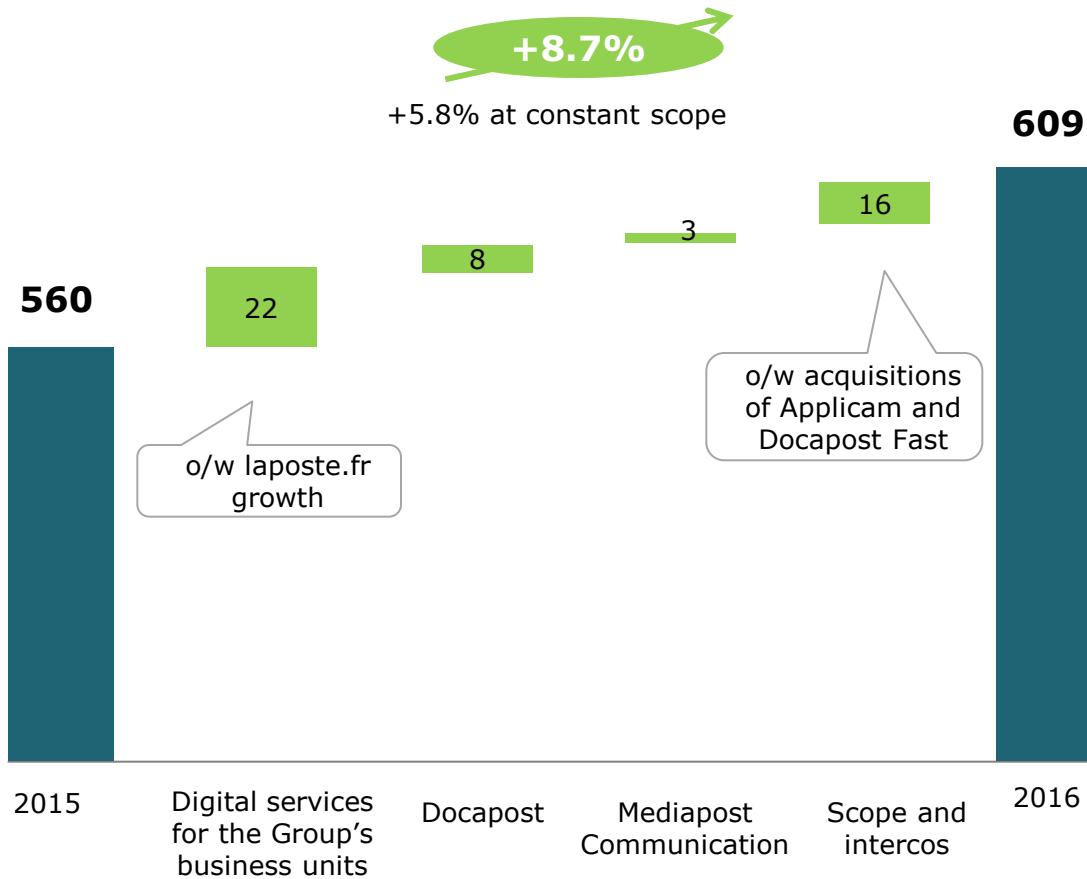 +8.7%
+5.8% at constant scope
609
16
3
8
560
22
o/w acquisitions
of Applicam and
Docapost Fast
o/w laposte.fr
growth
2015
Digital services
for the Group’s
business units
Docapost
Mediapost
Communication
Scope and
intercos
2016